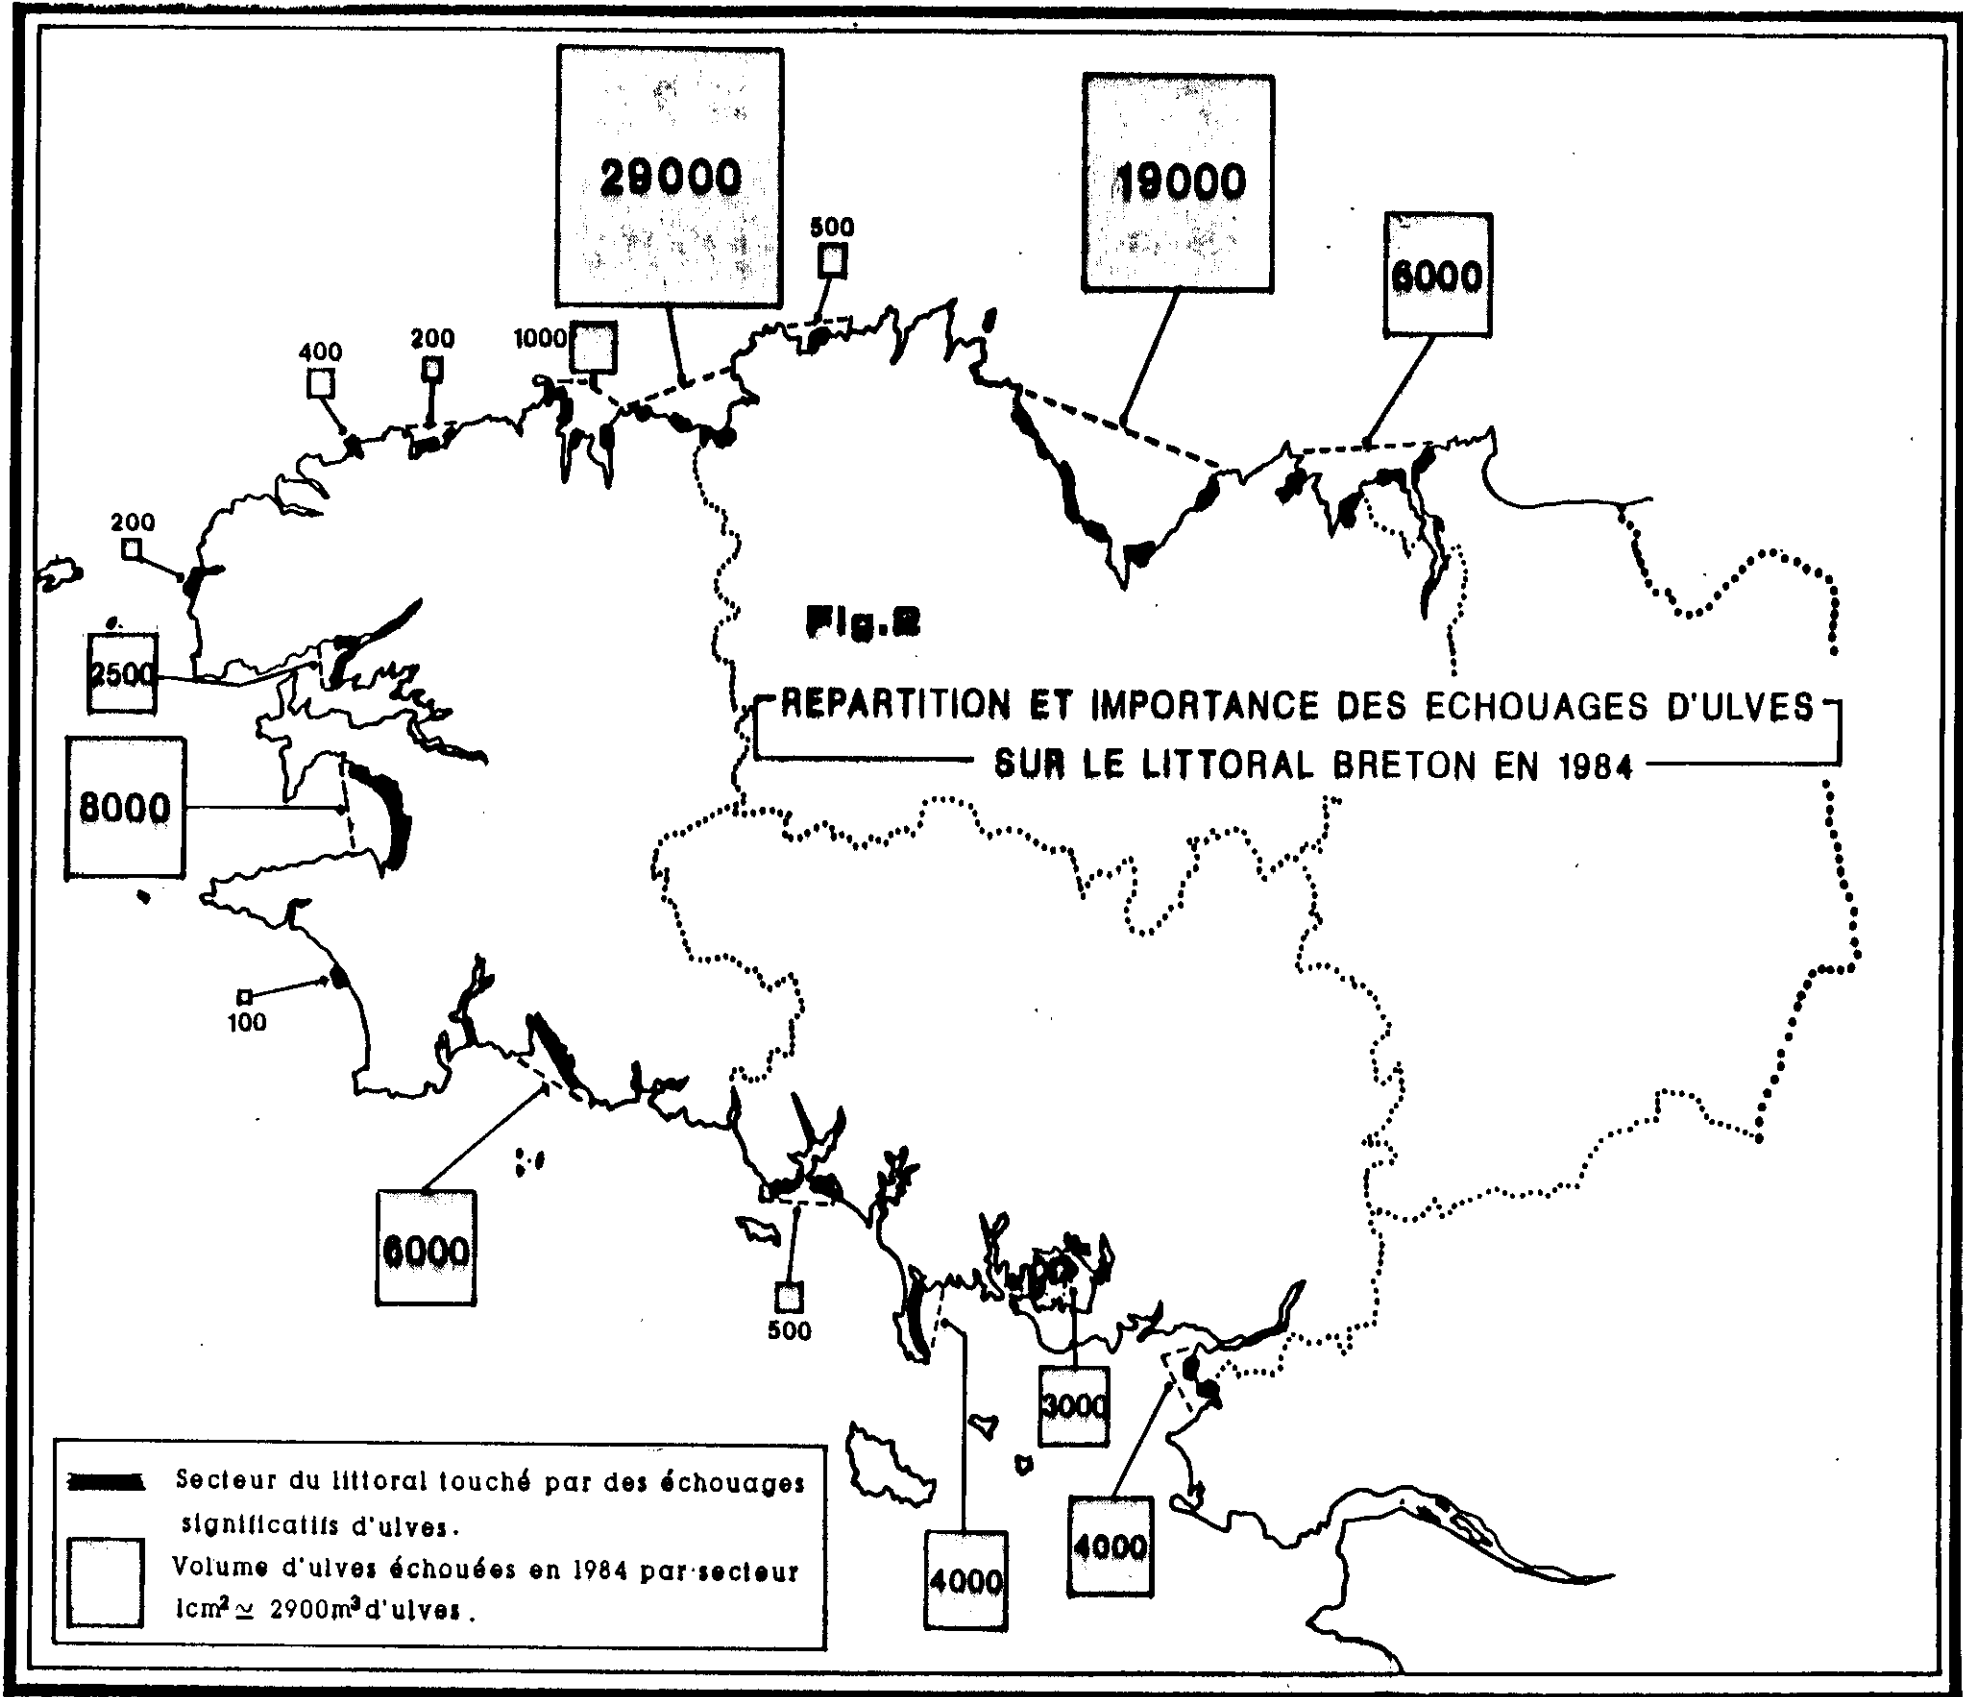 29000
19000
500
6000
1000
200
400
200
Fig.2
2500
REPARTITION ET IMPORTANCE DES ECHOUAGES D'ULVES
SUR LE LITTORAL BRETON EN 1984
8000
100
6000
500
3000
4000
4000
Secteur du littoral touché par des échouages
significatifs d'ulves.
Volume d'ulves échouées en 1984 par secteur
1cm² ≃ 2900m³ d'ulves.